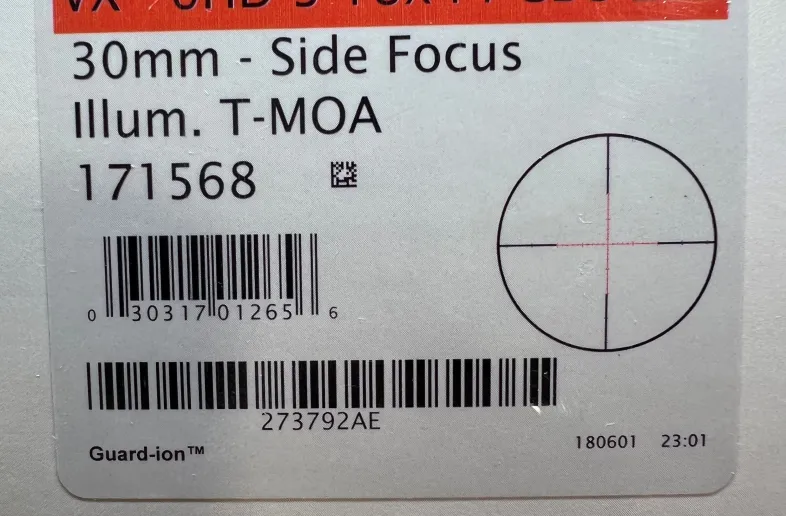 30mm - Side Focus
Illum. T-MOA
171568
0 30317 01265 6
273792AE
Guard-ion™
180601 23:01